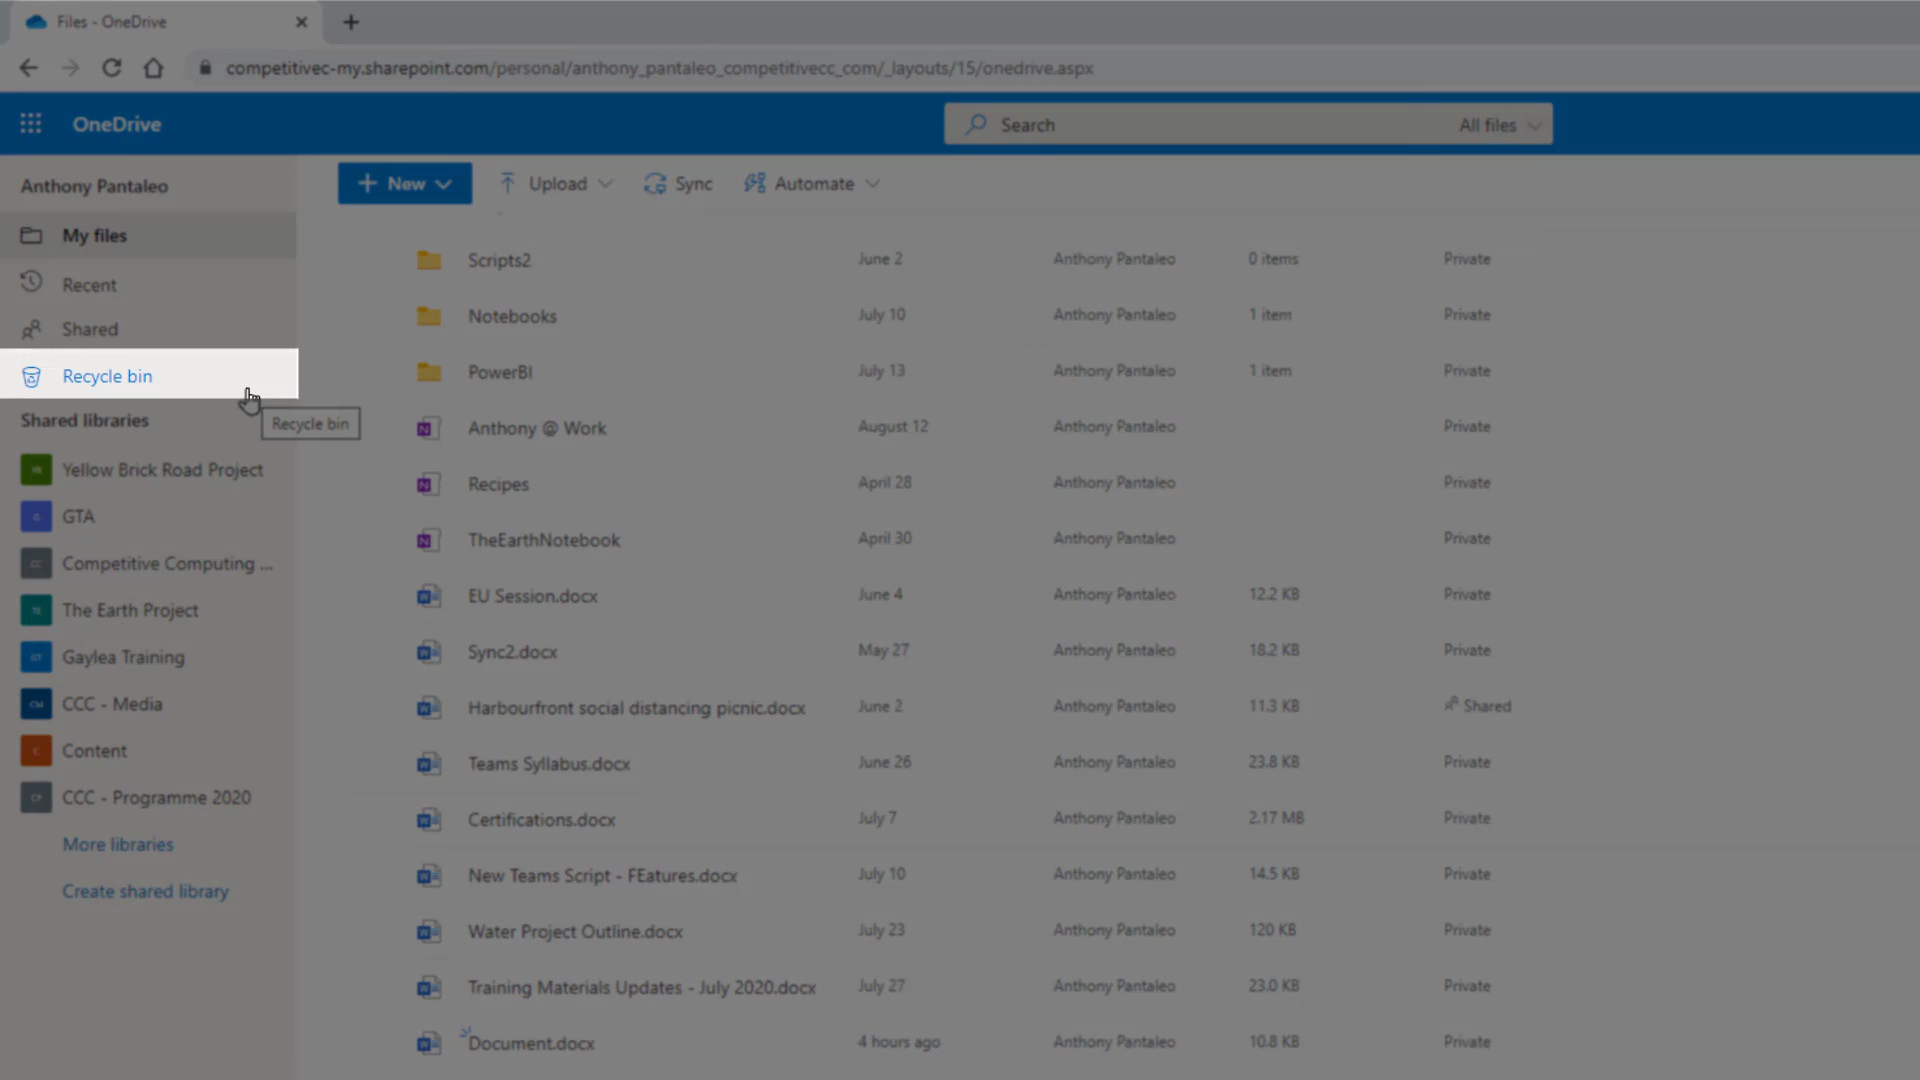 Files - OneDrive
competitivec-my.sharepoint.com/personal/anthony_pantaleo_competitivecc_com/_layouts/15/onedrive.aspx
OneDrive
Search
All files
Anthony Pantaleo
New
Upload
Sync
Automate
My files
Recent
Shared
Recycle bin
Recycle bin
Shared libraries
YB Yellow Brick Road Project
G GTA
CC Competitive Computing ...
TE The Earth Project
GT Gaylea Training
CM CCC - Media
C Content
CP CCC - Programme 2020
More libraries
Create shared library
Scripts2 June 2 Anthony Pantaleo 0 items Private
Notebooks July 10 Anthony Pantaleo 1 item Private
PowerBI July 13 Anthony Pantaleo 1 item Private
Anthony @ Work August 12 Anthony Pantaleo Private
Recipes April 28 Anthony Pantaleo Private
TheEarthNotebook April 30 Anthony Pantaleo Private
EU Session.docx June 4 Anthony Pantaleo 12.2 KB Private
Sync2.docx May 27 Anthony Pantaleo 18.2 KB Private
Harbourfront social distancing picnic.docx June 2 Anthony Pantaleo 11.3 KB Shared
Teams Syllabus.docx June 26 Anthony Pantaleo 23.8 KB Private
Certifications.docx July 7 Anthony Pantaleo 2.17 MB Private
New Teams Script - FEatures.docx July 10 Anthony Pantaleo 14.5 KB Private
Water Project Outline.docx July 23 Anthony Pantaleo 120 KB Private
Training Materials Updates - July 2020.docx July 27 Anthony Pantaleo 23.0 KB Private
Document.docx 4 hours ago Anthony Pantaleo 10.8 KB Private